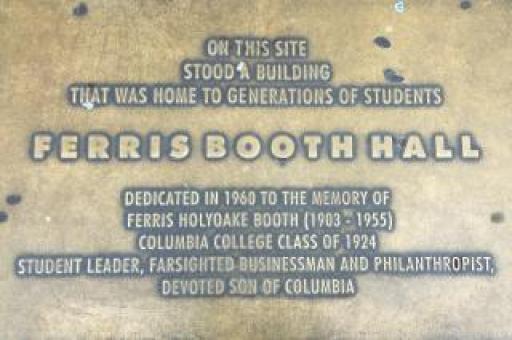 ON THIS SITE
STOOD A BUILDING
THAT WAS HOME TO GENERATIONS OF STUDENTS
FERRIS BOOTH HALL
DEDICATED IN 1960 TO THE MEMORY OF
FERRIS HOLYOAKE BOOTH (1903 - 1955)
COLUMBIA COLLEGE CLASS OF 1924
STUDENT LEADER, FARSIGHTED BUSINESSMAN AND PHILANTHROPIST,
DEVOTED SON OF COLUMBIA